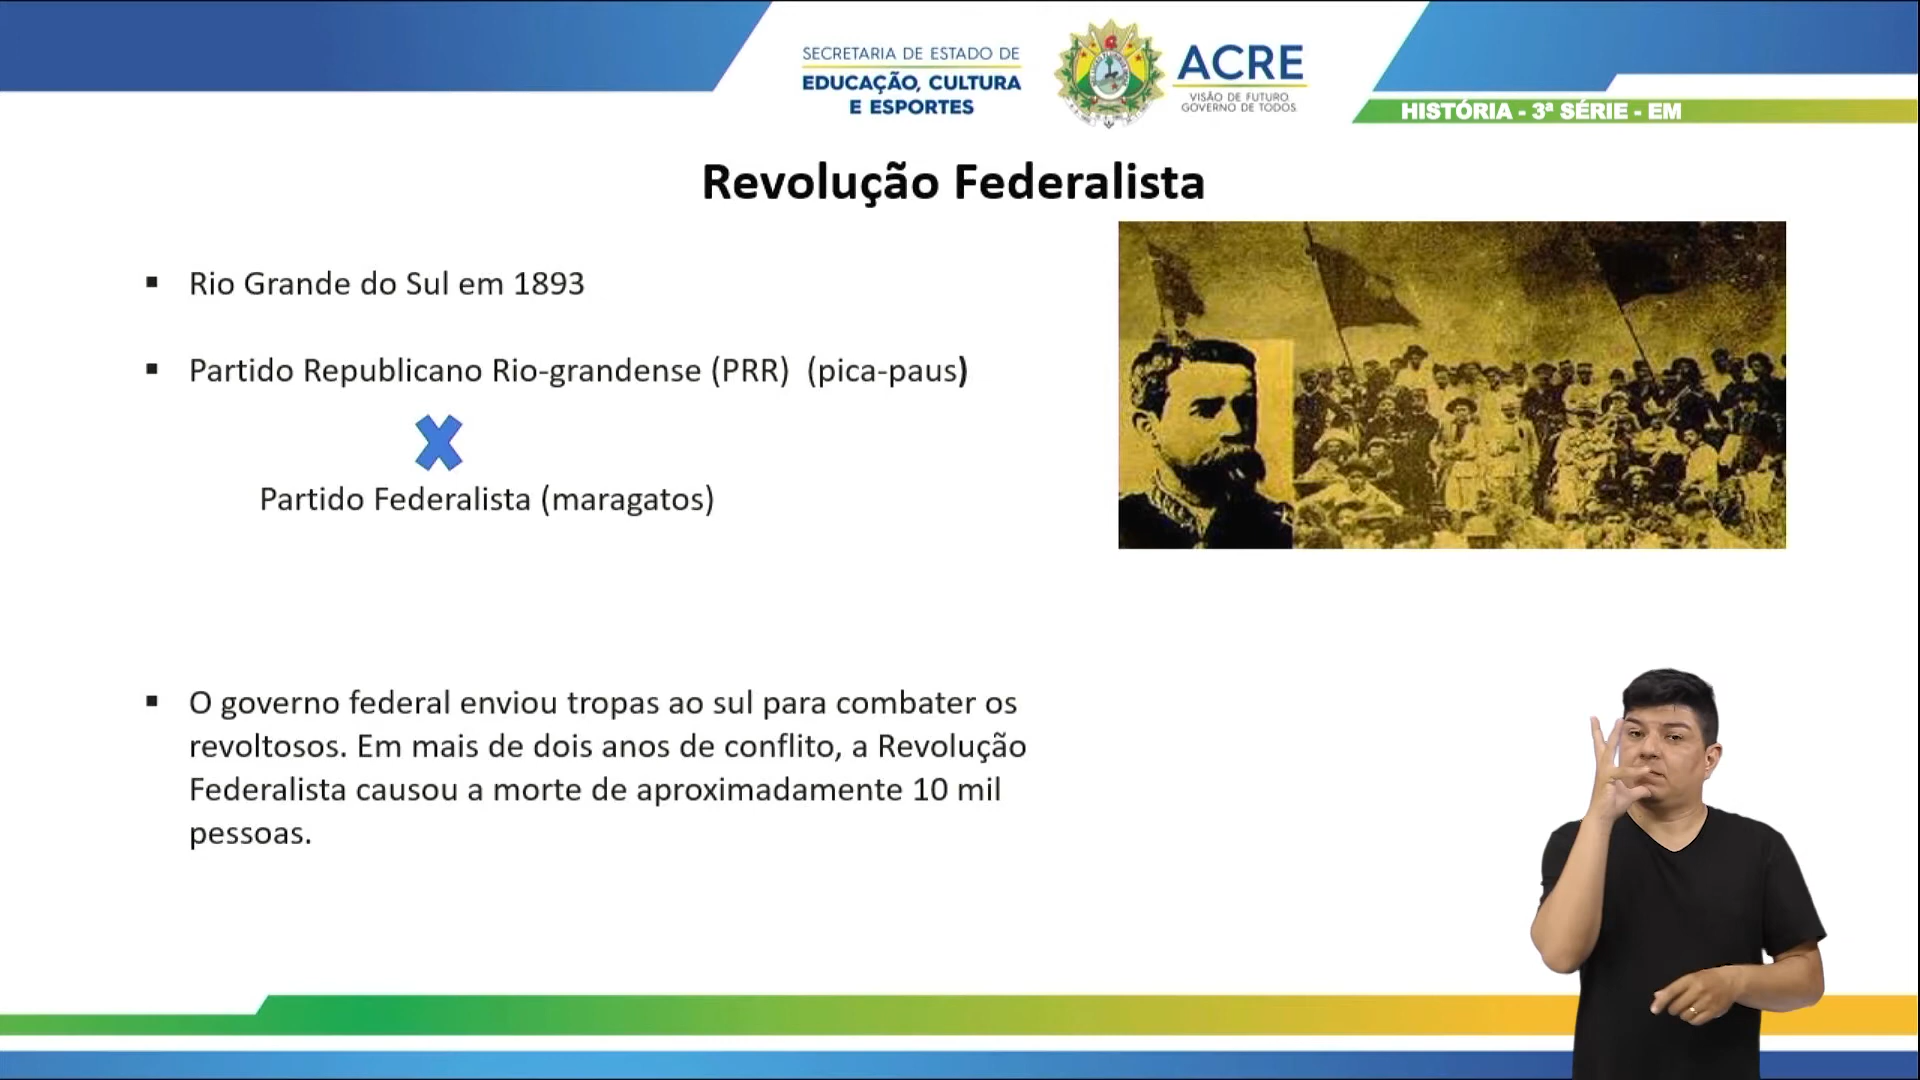 SECRETARIA DE ESTADO DE
EDUCAÇÃO, CULTURA
E ESPORTES
ACRE
VISÃO DE FUTURO.
GOVERNO DE TODOS.
HISTÓRIA - 3ª SÉRIE - EM
Revolução Federalista
▪ Rio Grande do Sul em 1893
▪ Partido Republicano Rio-grandense (PRR) (pica-paus)
Partido Federalista (maragatos)
▪ O governo federal enviou tropas ao sul para combater os
revoltosos. Em mais de dois anos de conflito, a Revolução
Federalista causou a morte de aproximadamente 10 mil
pessoas.